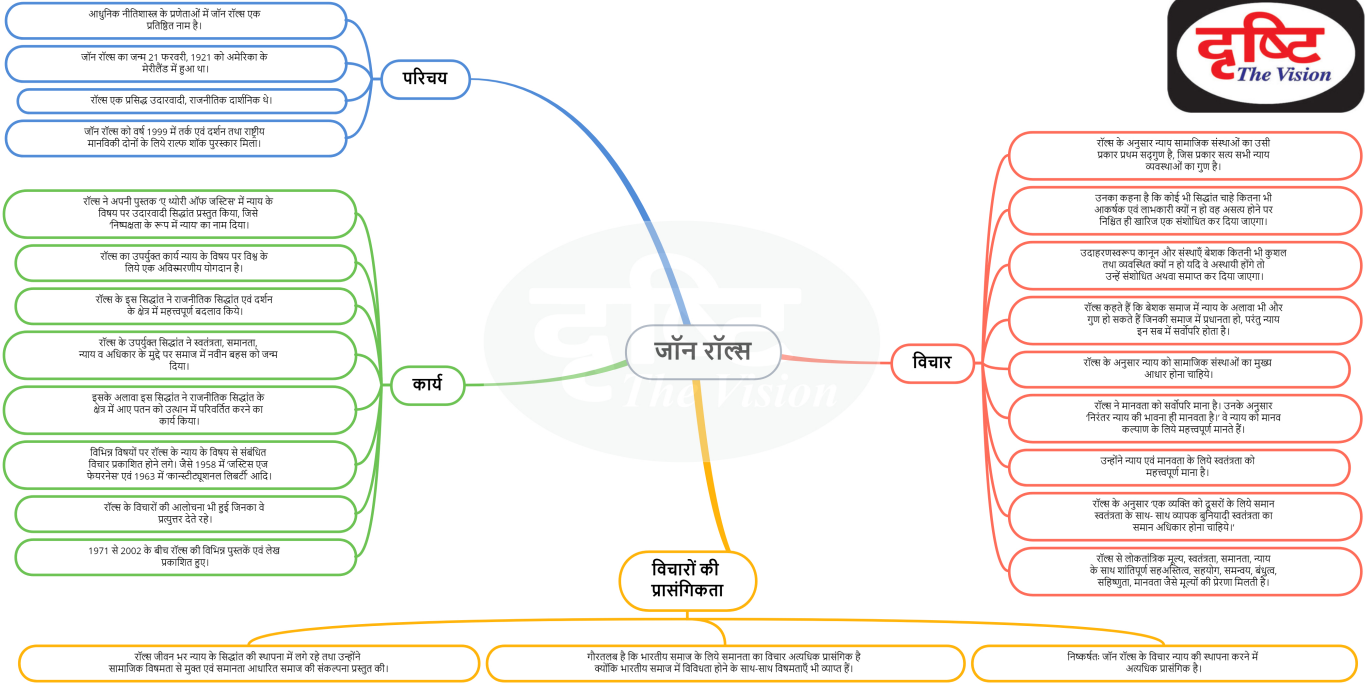 आधुनिक नीतिशास्त्र के प्रणेताओं में जॉन रॉल्स एक
प्रतिष्ठित नाम है।
जॉन रॉल्स का जन्म 21 फरवरी, 1921 को अमेरिका के
मेरीलैंड में हुआ था।
रॉल्स एक प्रसिद्ध उदारवादी, राजनीतिक दार्शनिक थे।
जॉन रॉल्स को वर्ष 1999 में तर्क एवं दर्शन तथा राष्ट्रीय
मानविकी दोनों के लिये राल्फ शॉक पुरस्कार मिला।
परिचय
दृष्टि
The Vision
रॉल्स ने अपनी पुस्तक 'ए थ्योरी ऑफ जस्टिस' में न्याय के
विषय पर उदारवादी सिद्धांत प्रस्तुत किया, जिसे
'निष्पक्षता के रूप में न्याय' का नाम दिया।
रॉल्स का उपर्युक्त कार्य न्याय के विषय पर विश्व के
लिये एक अविस्मरणीय योगदान है।
रॉल्स के इस सिद्धांत ने राजनीतिक सिद्धांत एवं दर्शन
के क्षेत्र में महत्त्वपूर्ण बदलाव किये।
रॉल्स के उपर्युक्त सिद्धांत ने स्वतंत्रता, समानता,
न्याय व अधिकार के मुद्दे पर समाज में नवीन बहस को जन्म
दिया।
इसके अलावा इस सिद्धांत ने राजनीतिक सिद्धांत के
क्षेत्र में आए पतन को उत्थान में परिवर्तित करने का
कार्य किया।
विभिन्न विषयों पर रॉल्स के न्याय के विषय से संबंधित
विचार प्रकाशित होने लगे। जैसे 1958 में 'जस्टिस एज
फेयरनेस' एवं 1963 में 'कान्स्टीट्यूशनल लिबर्टी' आदि।
रॉल्स के विचारों की आलोचना भी हुई जिनका वे
प्रत्युत्तर देते रहे।
1971 से 2002 के बीच रॉल्स की विभिन्न पुस्तकें एवं लेख
प्रकाशित हुए।
कार्य
दृष्टि
The Vision
जॉन रॉल्स
विचार
रॉल्स के अनुसार न्याय सामाजिक संस्थाओं का उसी
प्रकार प्रथम सद्गुण है, जिस प्रकार सत्य सभी न्याय
व्यवस्थाओं का गुण है।
उनका कहना है कि कोई भी सिद्धांत चाहे कितना भी
आकर्षक एवं लाभकारी क्यों न हो वह असत्य होने पर
निश्चित ही खारिज एक संशोधित कर दिया जाएगा।
उदाहरणस्वरूप कानून और संस्थाएँ बेशक कितनी भी कुशल
तथा व्यवस्थित क्यों न हो यदि वे अस्थायी होंगे तो
उन्हें संशोधित अथवा समाप्त कर दिया जाएगा।
रॉल्स कहते हैं कि बेशक समाज में न्याय के अलावा भी और
गुण हो सकते हैं जिनकी समाज में प्रधानता हो, परंतु न्याय
इन सब में सर्वोपरि होता है।
रॉल्स के अनुसार न्याय को सामाजिक संस्थाओं का मुख्य
आधार होना चाहिये।
रॉल्स ने मानवता को सर्वोपरि माना है। उनके अनुसार
'निरंतर न्याय की भावना ही मानवता है।' वे न्याय को मानव
कल्याण के लिये महत्त्वपूर्ण मानते हैं।
उन्होंने न्याय एवं मानवता के लिये स्वतंत्रता को
महत्त्वपूर्ण माना है।
रॉल्स के अनुसार 'एक व्यक्ति को दूसरों के लिये समान
स्वतंत्रता के साथ- साथ व्यापक बुनियादी स्वतंत्रता का
समान अधिकार होना चाहिये।'
रॉल्स से लोकतांत्रिक मूल्य, स्वतंत्रता, समानता, न्याय
के साथ शांतिपूर्ण सहअस्तित्व, सहयोग, समन्वय, बंधुत्व,
सहिष्णुता, मानवता जैसे मूल्यों की प्रेरणा मिलती है।
विचारों की
प्रासंगिकता
रॉल्स जीवन भर न्याय के सिद्धांत की स्थापना में लगे रहे तथा उन्होंने
सामाजिक विषमता से मुक्त एवं समानता आधारित समाज की संकल्पना प्रस्तुत की।
गौरतलब है कि भारतीय समाज के लिये समानता का विचार अत्यधिक प्रासंगिक है
क्योंकि भारतीय समाज में विविधता होने के साथ-साथ विषमताएँ भी व्याप्त हैं।
निष्कर्षतः जॉन रॉल्स के विचार न्याय की स्थापना करने में
अत्यधिक प्रासंगिक है।